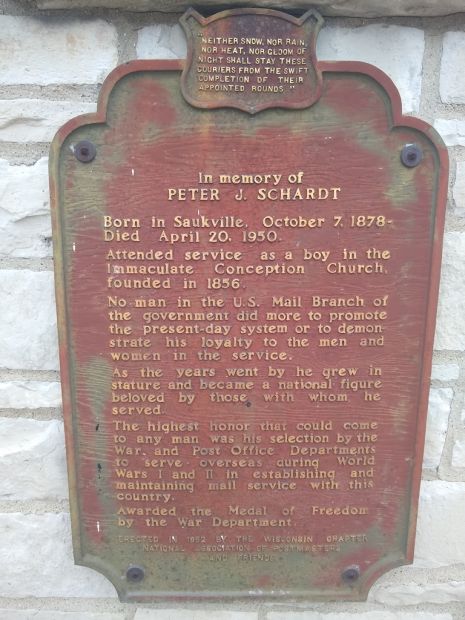 "NEITHER SNOW, NOR RAIN,
NOR HEAT, NOR GLOOM OF
NIGHT SHALL STAY THESE
COURIERS FROM THE SWIFT
COMPLETION OF THEIR
APPOINTED ROUNDS."
In memory of
PETER J. SCHARDT
Born in Saukville, October 7, 1878-
Died April 20, 1950.
Attended service as a boy in the
Immaculate Conception Church,
founded in 1856.
No man in the U.S. Mail Branch of
the government did more to promote
the present-day system or to demon-
strate his loyalty to the men and
women in the service.
As the years went by he grew in
stature and became a national figure
beloved by those with whom he
served.
The highest honor that could come
to any man was his selection by the
War, and Post Office Departments
to serve overseas during World
Wars I and II in establishing and
maintaining mail service with this
country.
Awarded the Medal of Freedom
by the War Department.
ERECTED IN 1952 BY THE WISCONSIN CHAPTER
NATIONAL ASSOCIATION OF POSTMASTERS
AND FRIENDS